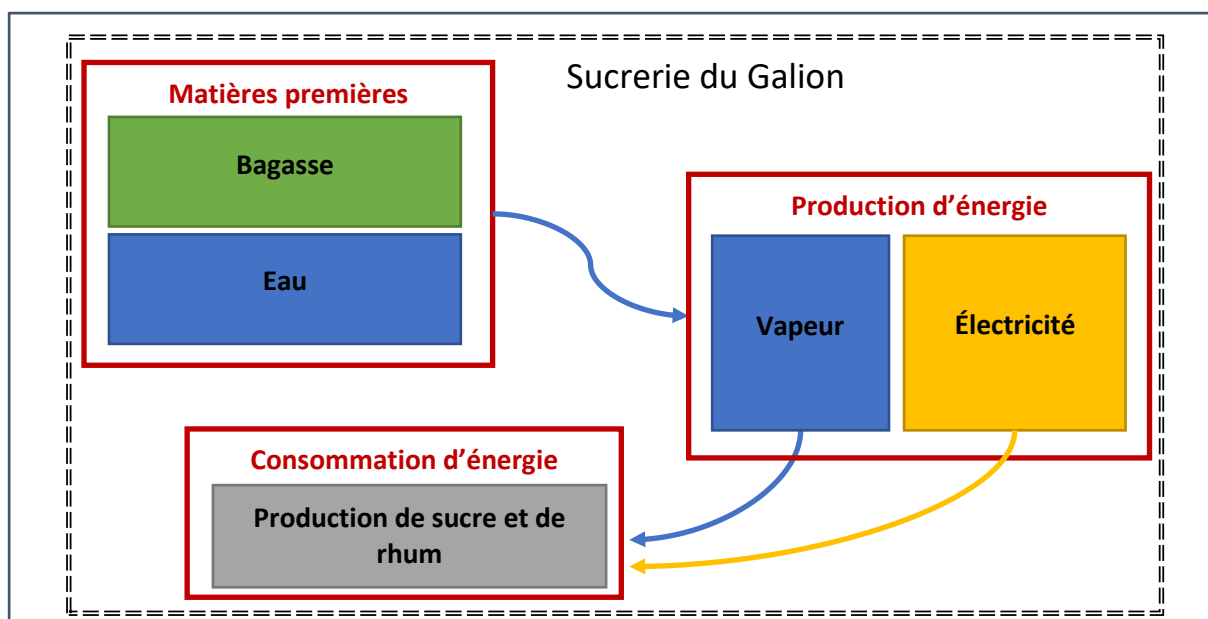 Sucrerie du Galion
Matières premières
Bagasse
Eau
Production d’énergie
Vapeur
Électricité
Consommation d’énergie
Production de sucre et de
rhum